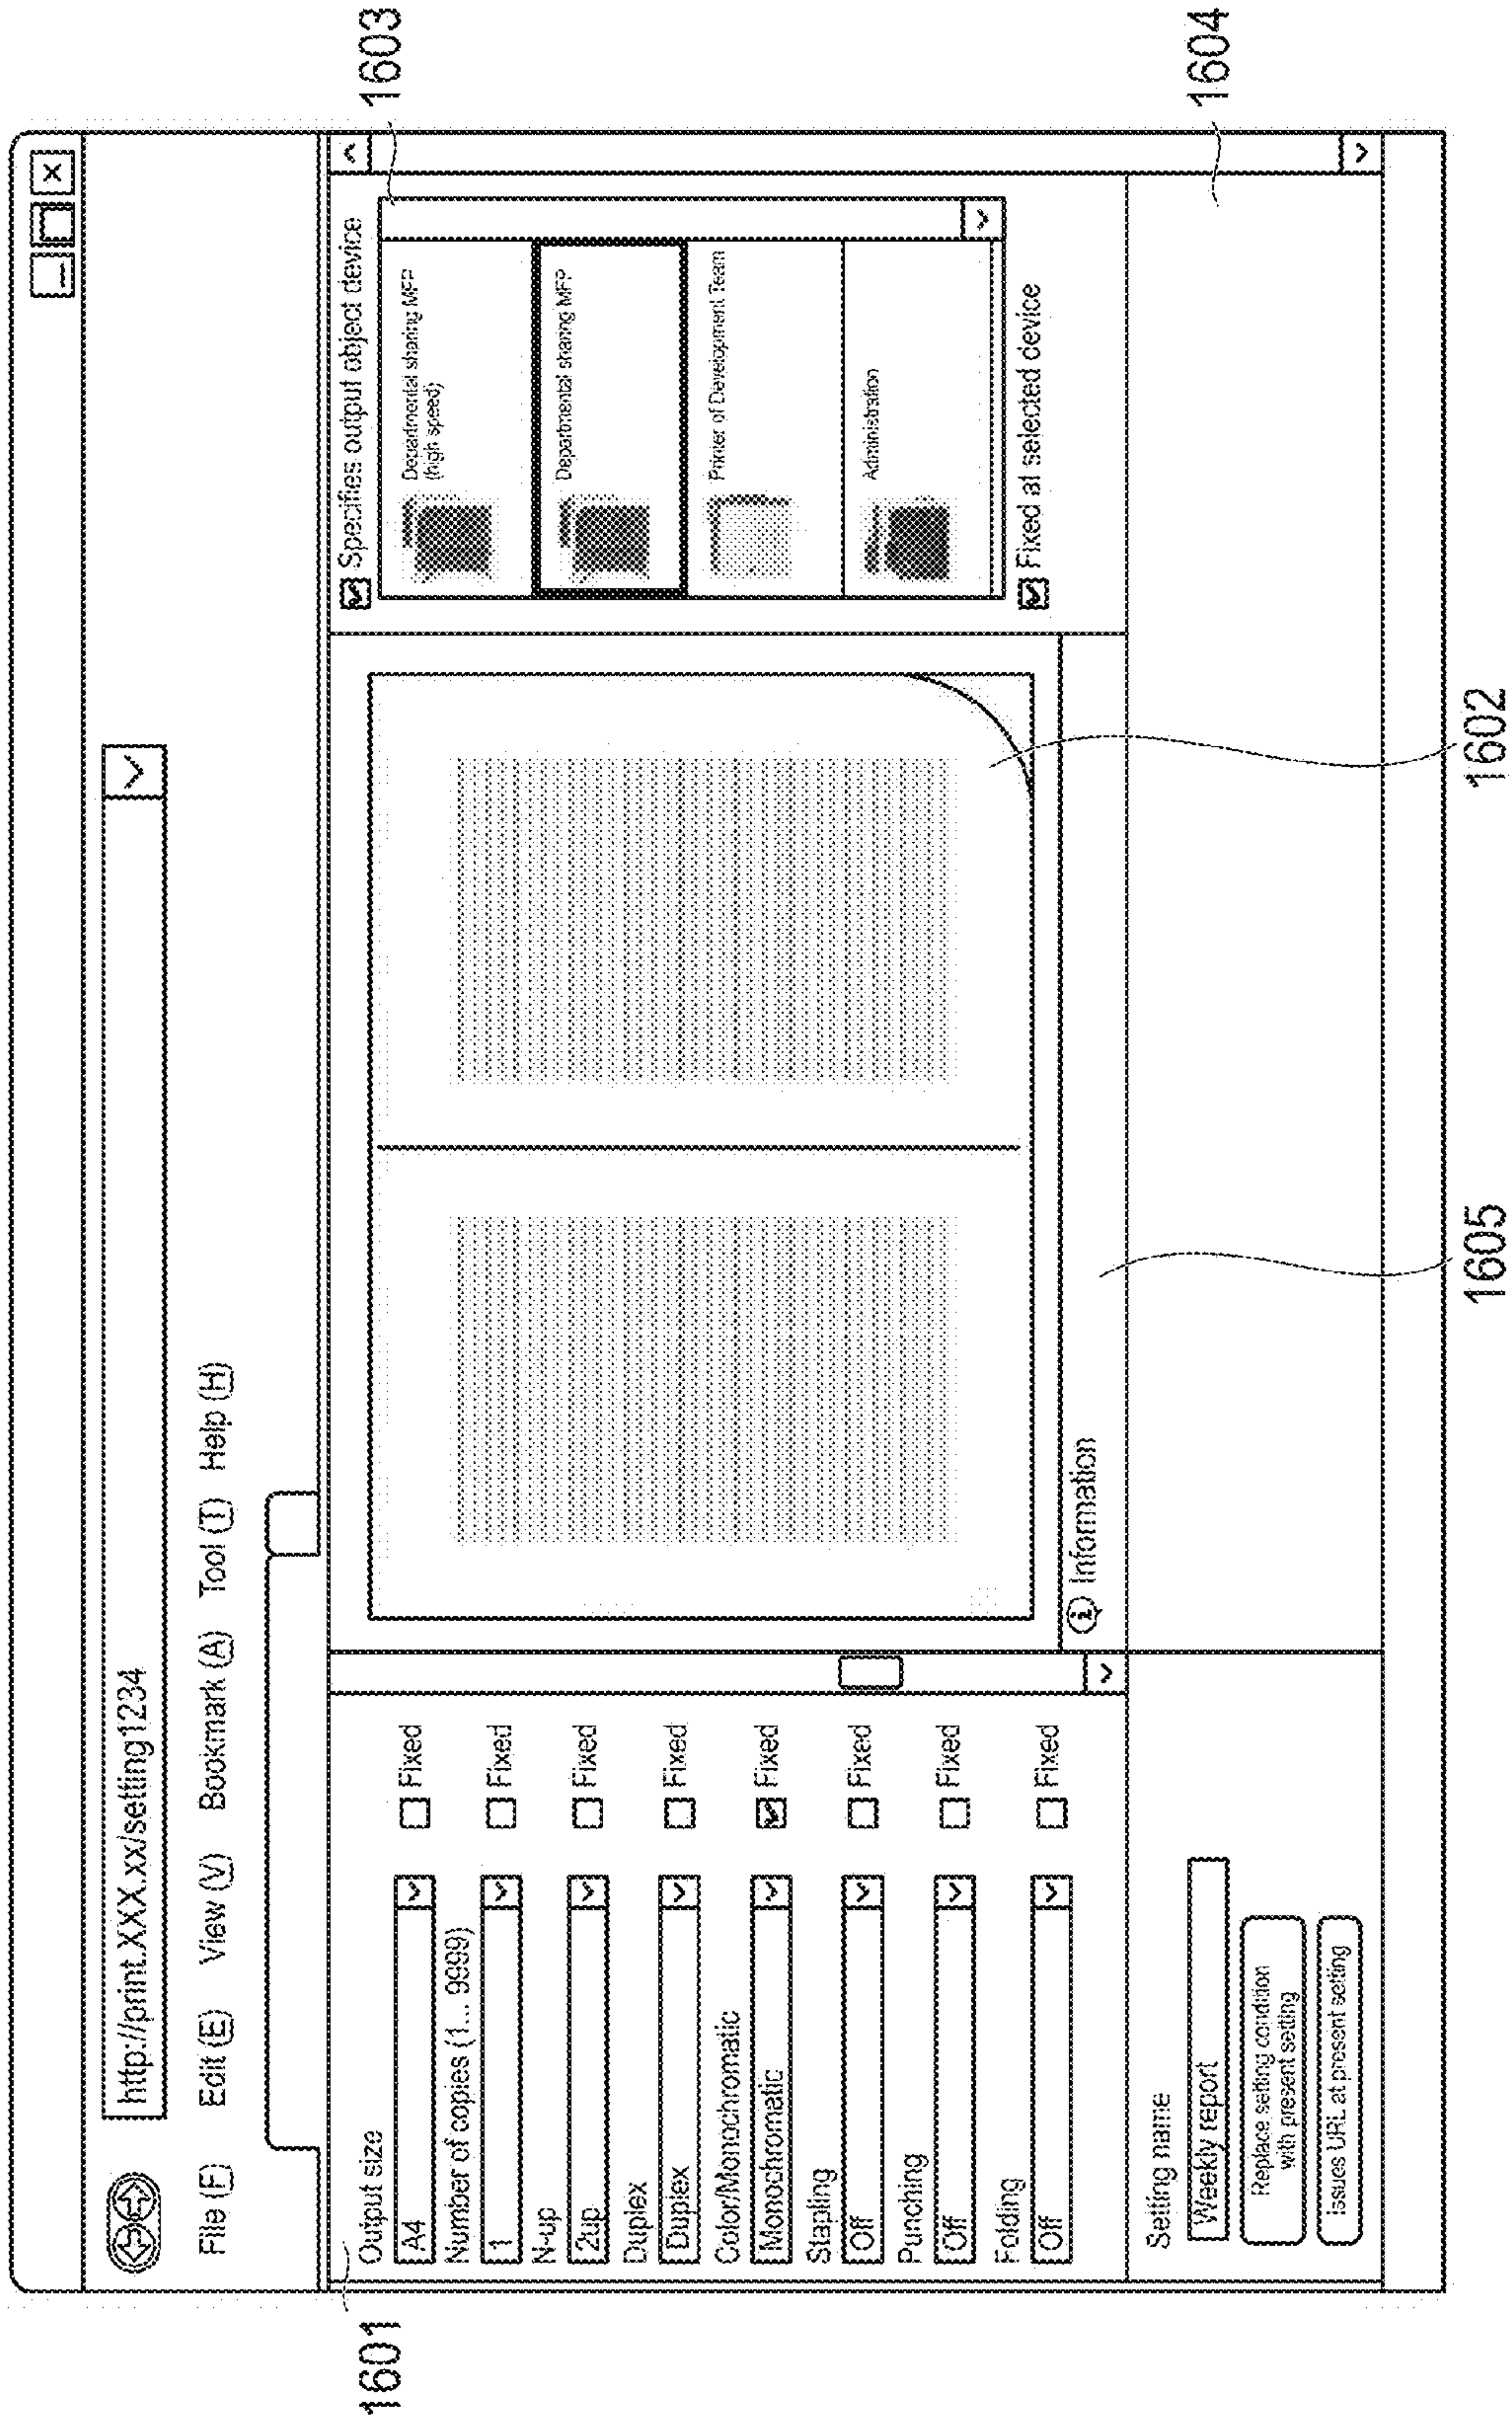 http://print.XXX.xx/setting1234
File (F) Edit (E) View (V) Bookmark (A) Tool (T) Help (H)
1601
Output size
A4
Fixed
Number of copies (1... 9999)
1
Fixed
N-up
2up
Fixed
Duplex
Duplex
Fixed
Color/Monochromatic
Monochromatic
Fixed
Stapling
Off
Fixed
Punching
Off
Fixed
Folding
Off
Fixed
Information
Specifies output object device
1603
Departmental sharing MFP
(high speed)
Departmental sharing MFP
Printer of Development Team
Administration
Fixed at selected device
Setting name
Weekly report
Replace setting condition
with present setting
Issues URL at present setting
1604
1605
1602